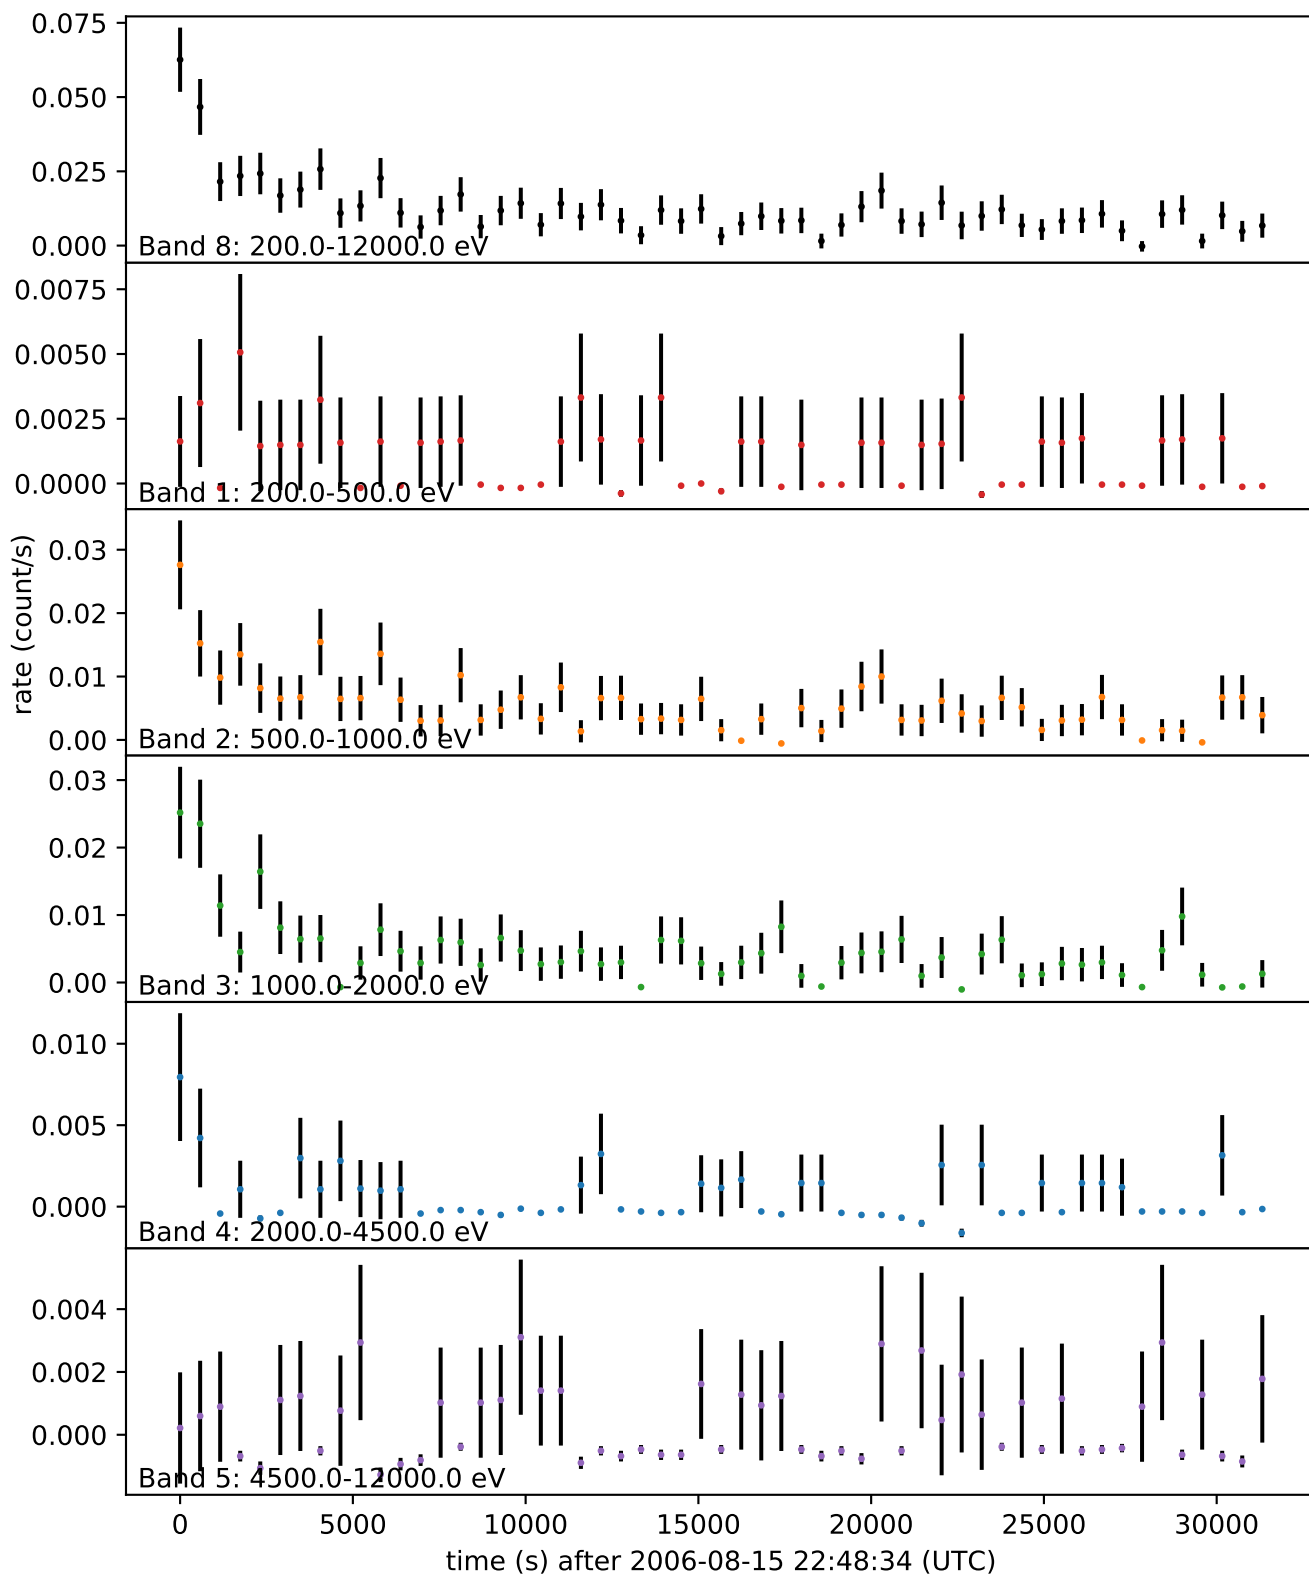 0.075
0.050
0.025
0.000
Band 8: 200.0-12000.0 eV
0.0075
0.0050
0.0025
0.0000
Band 1: 200.0-500.0 eV
rate (count/s)
0.03
0.02
0.01
0.00
Band 2: 500.0-1000.0 eV
0.03
0.02
0.01
0.00
Band 3: 1000.0-2000.0 eV
0.010
0.005
0.000
Band 4: 2000.0-4500.0 eV
0.004
0.002
0.000
Band 5: 4500.0-12000.0 eV
0 5000 10000 15000 20000 25000 30000
time (s) after 2006-08-15 22:48:34 (UTC)